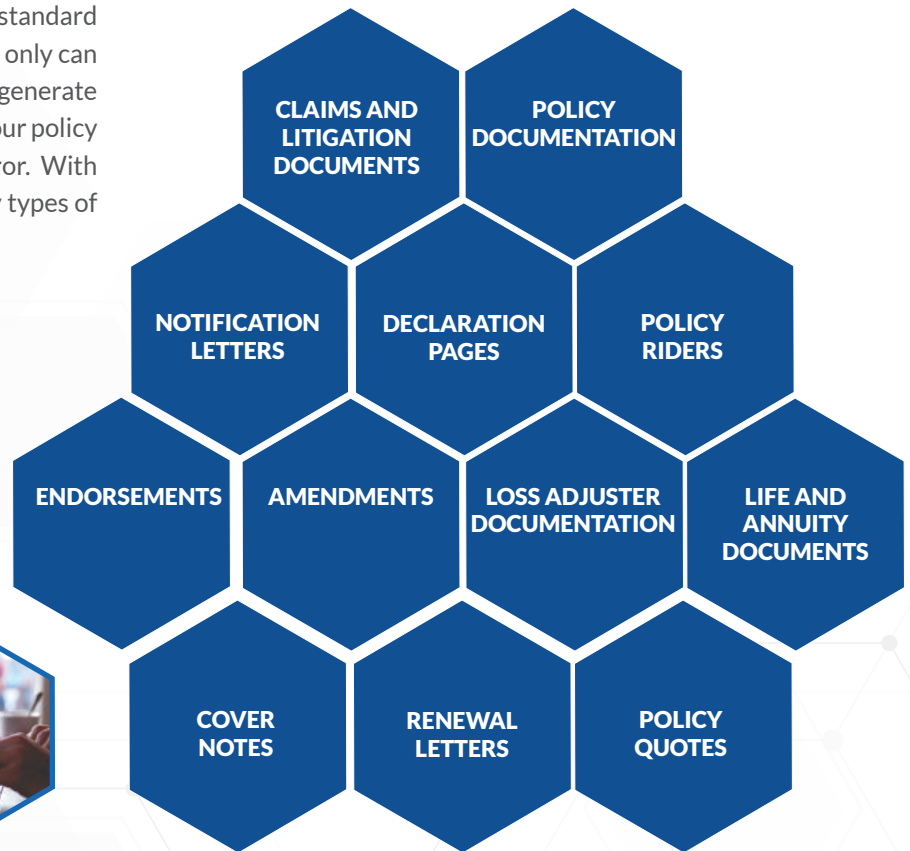 standard
only can
generate
our policy
or. With
types of
CLAIMS AND
LITIGATION
DOCUMENTS
POLICY
DOCUMENTATION
NOTIFICATION
LETTERS
DECLARATION
PAGES
POLICY
RIDERS
ENDORSEMENTS
AMENDMENTS
LOSS ADJUSTER
DOCUMENTATION
LIFE AND
ANNUITY
DOCUMENTS
COVER
NOTES
RENEWAL
LETTERS
POLICY
QUOTES